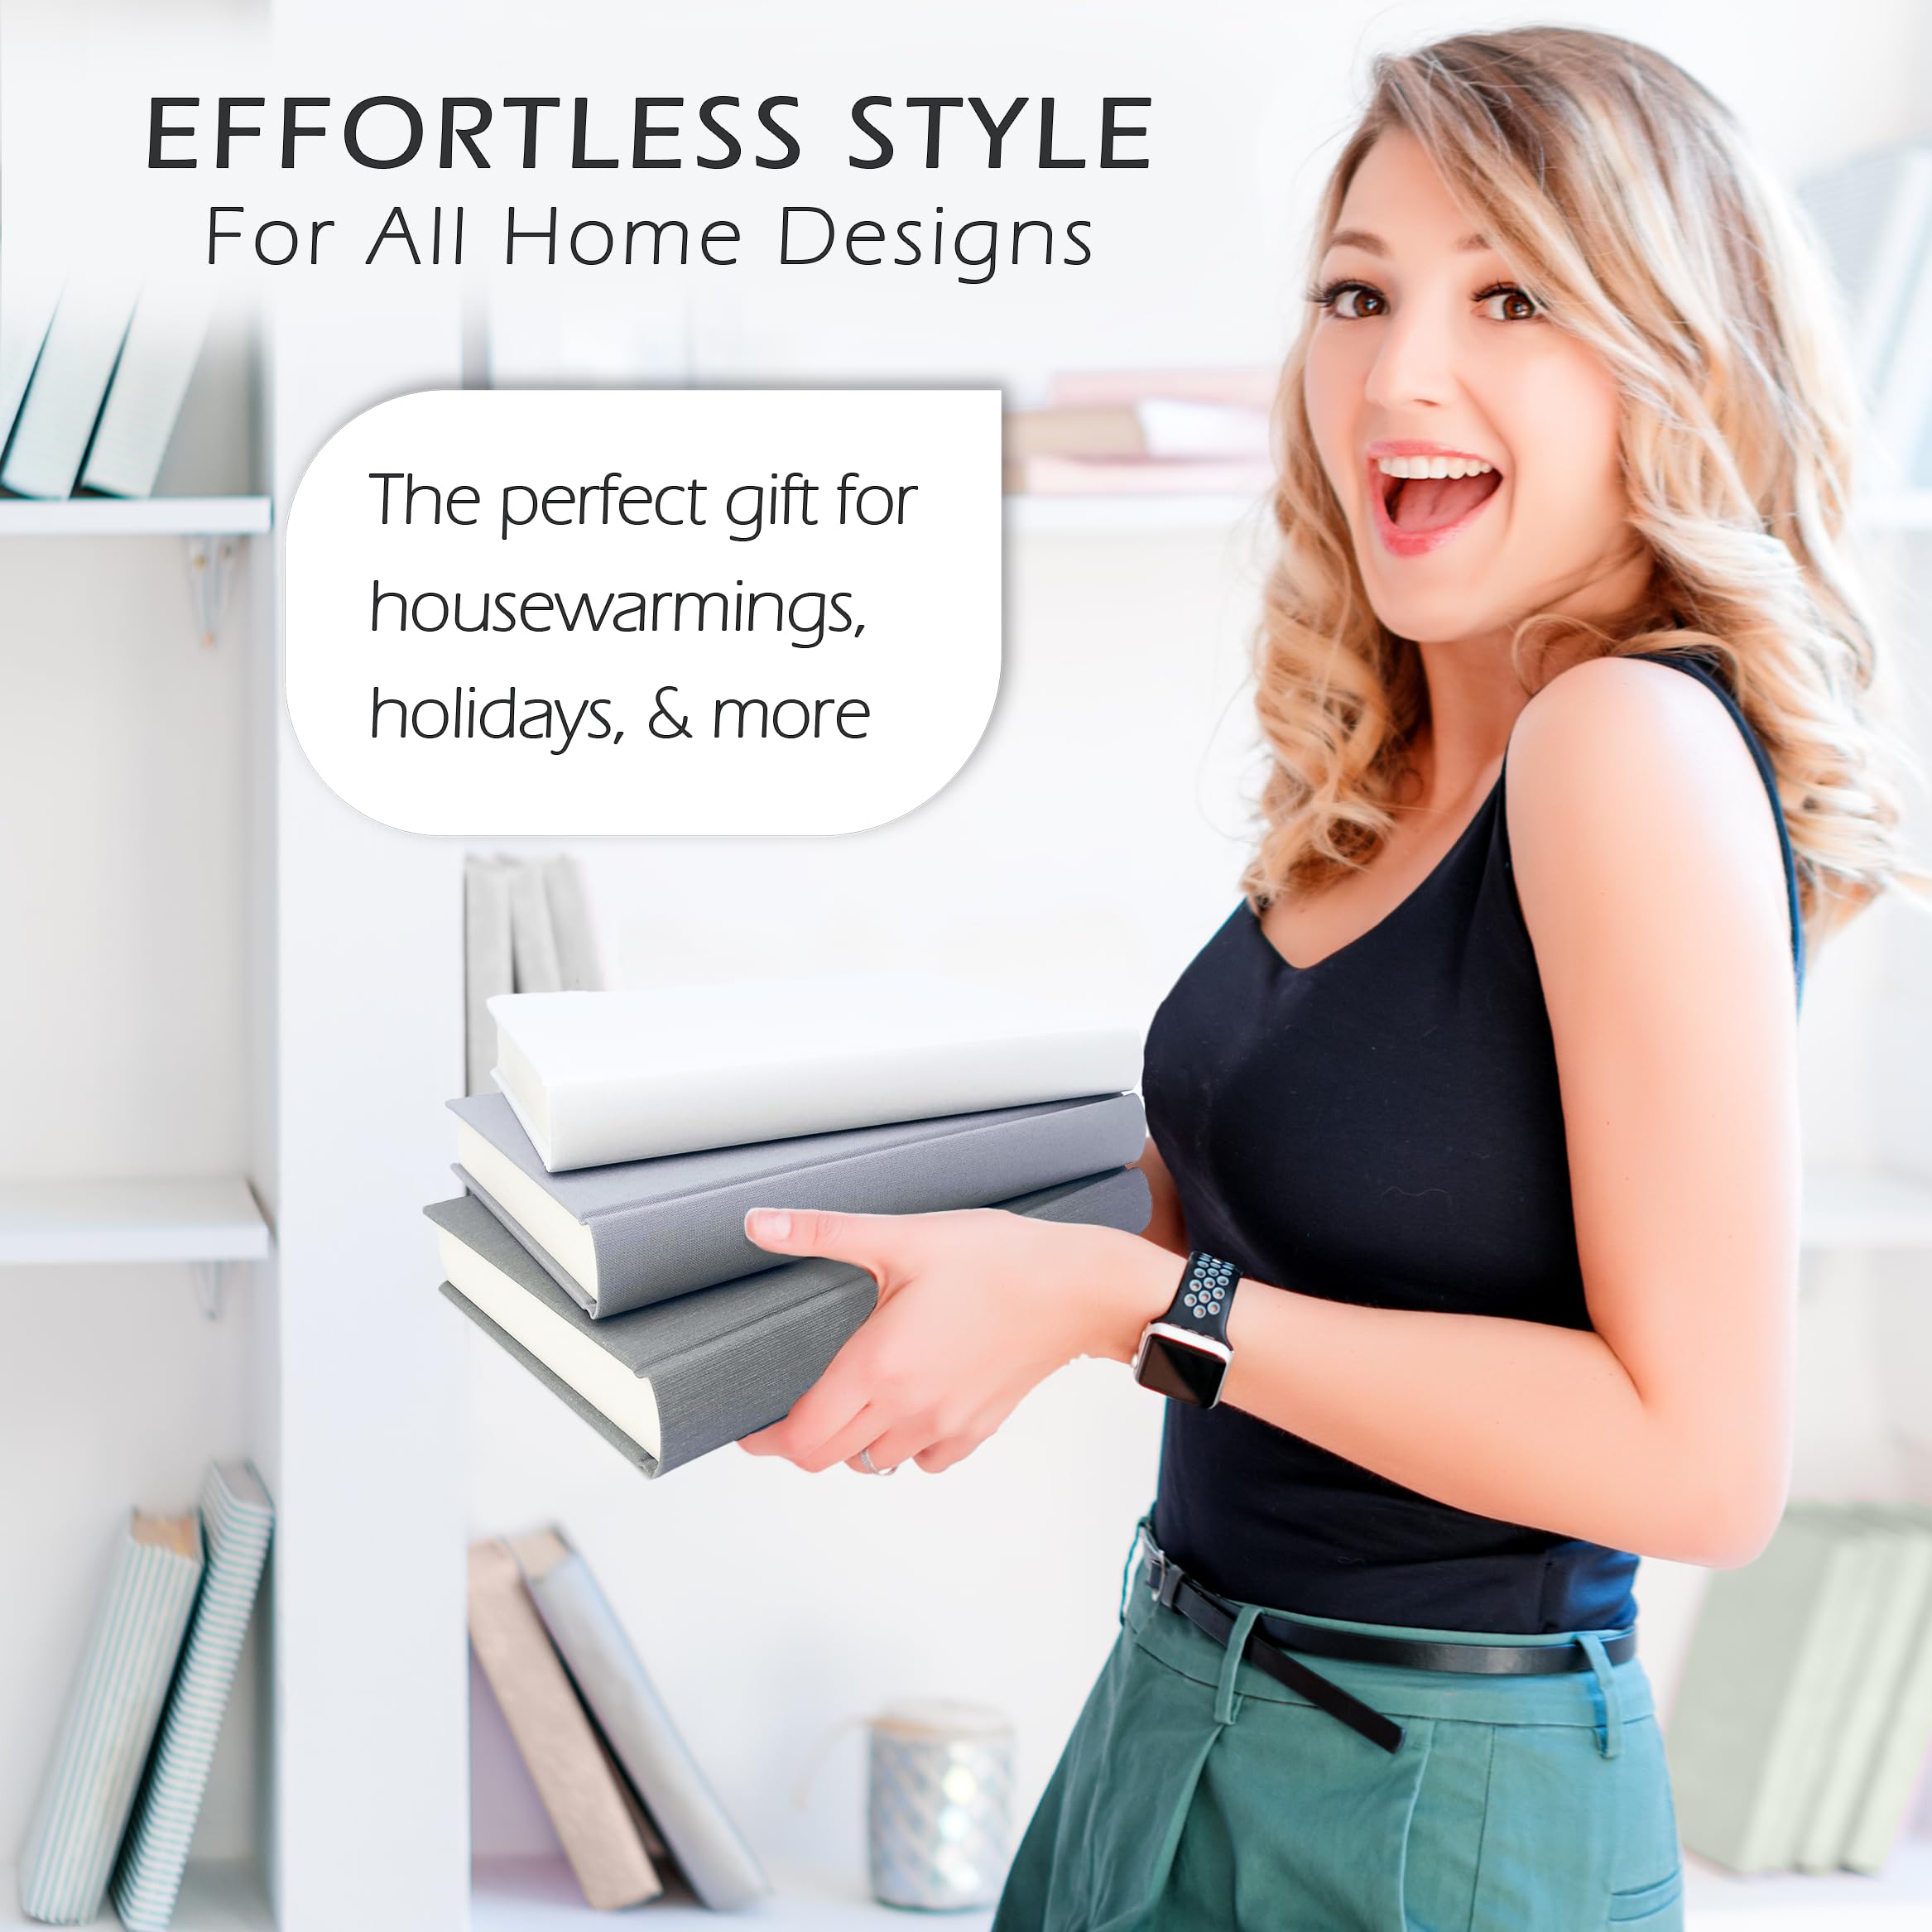 EFFORTLESS STYLE
For All Home Designs
The perfect gift for
housewarmings,
holidays, & more